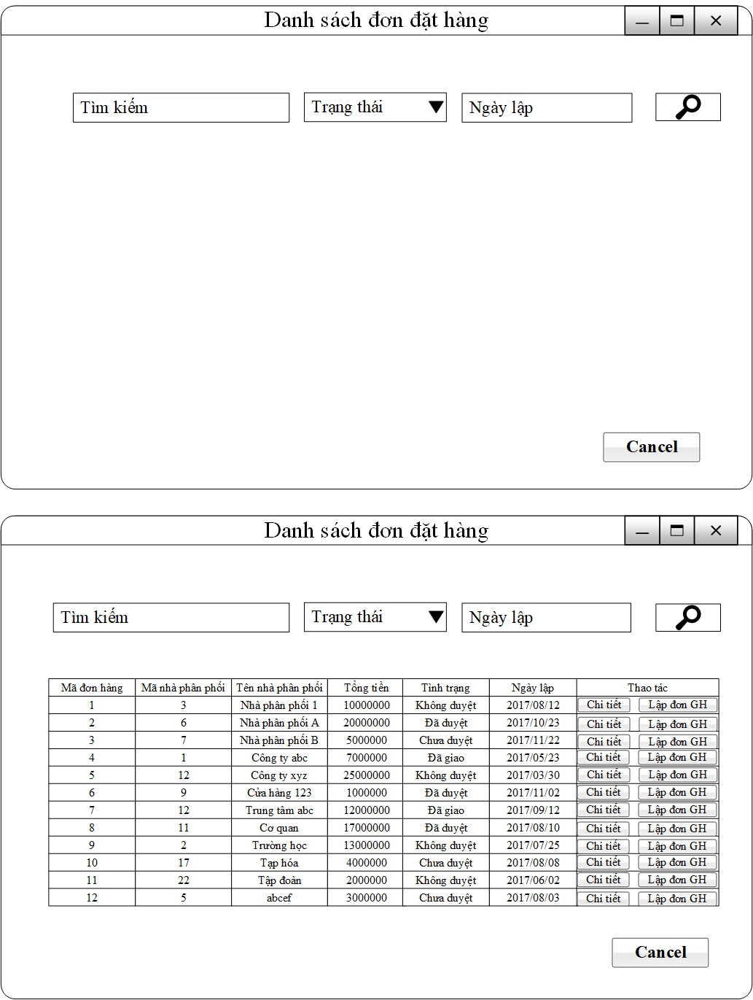 Danh sách đơn đặt hàng
Tìm kiếm Trạng thái Ngày lập
Cancel
Danh sách đơn đặt hàng
Tìm kiếm Trạng thái Ngày lập
Mã đơn hàng Mã nhà phân phối Tên nhà phân phối Tổng tiền Tình trạng Ngày lập Thao tác
1 3 Nhà phân phối 1 10000000 Không duyệt 2017/08/12 Chi tiết Lập đơn GH
2 6 Nhà phân phối A 20000000 Đã duyệt 2017/10/23 Chi tiết Lập đơn GH
3 7 Nhà phân phối B 5000000 Chưa duyệt 2017/11/22 Chi tiết Lập đơn GH
4 1 Công ty abc 7000000 Đã giao 2017/05/23 Chi tiết Lập đơn GH
5 12 Công ty xyz 25000000 Không duyệt 2017/03/30 Chi tiết Lập đơn GH
6 9 Cửa hàng 123 1000000 Đã duyệt 2017/11/02 Chi tiết Lập đơn GH
7 12 Trung tâm abc 12000000 Đã giao 2017/09/12 Chi tiết Lập đơn GH
8 11 Cơ quan 17000000 Đã duyệt 2017/08/10 Chi tiết Lập đơn GH
9 2 Trường học 13000000 Không duyệt 2017/07/25 Chi tiết Lập đơn GH
10 17 Tạp hóa 4000000 Chưa duyệt 2017/08/08 Chi tiết Lập đơn GH
11 22 Tập đoàn 2000000 Không duyệt 2017/06/02 Chi tiết Lập đơn GH
12 5 abcef 3000000 Chưa duyệt 2017/08/03 Chi tiết Lập đơn GH
Cancel